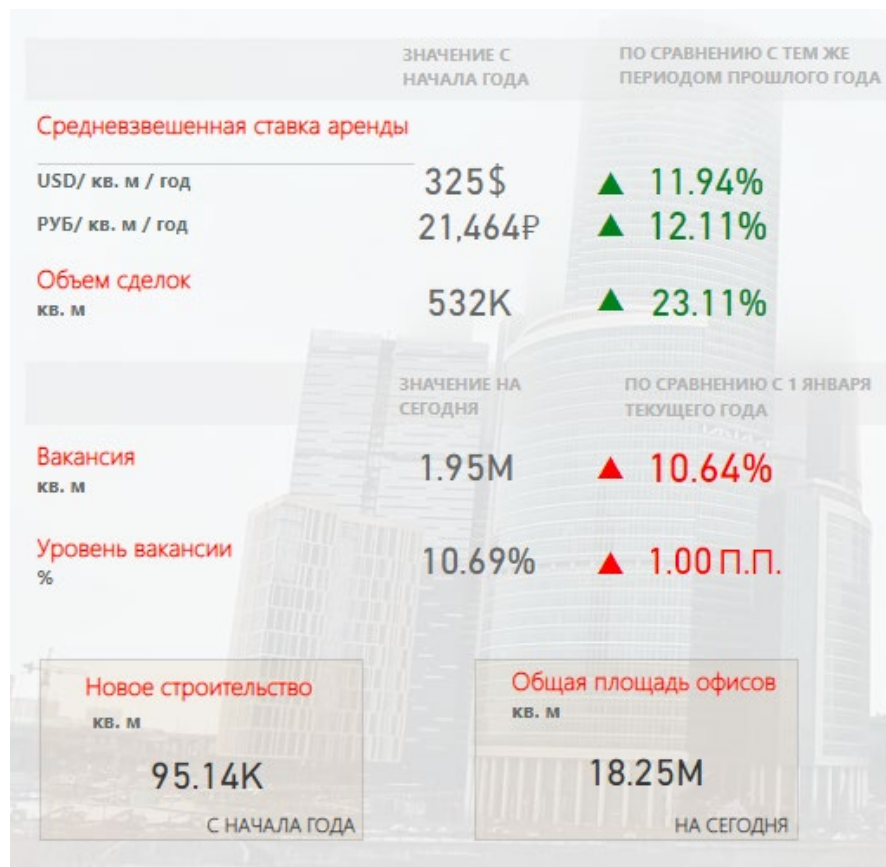 ЗНАЧЕНИЕ С НАЧАЛА ГОДА
ПО СРАВНЕНИЮ С ТЕМ ЖЕ ПЕРИОДОМ ПРОШЛОГО ГОДА
Средневзвешенная ставка аренды
USD/ кв. м / год 325$ ▲ 11.94%
РУБ/ кв. м / год 21,464₽ ▲ 12.11%
Объем сделок
кв. м 532K ▲ 23.11%
ЗНАЧЕНИЕ НА СЕГОДНЯ
ПО СРАВНЕНИЮ С 1 ЯНВАРЯ ТЕКУЩЕГО ГОДА
Вакансия
кв. м 1.95M ▲ 10.64%
Уровень вакансии
% 10.69% ▲ 1.00 П.П.
Новое строительство
кв. м
95.14K
С НАЧАЛА ГОДА
Общая площадь офисов
кв. м
18.25M
НА СЕГОДНЯ